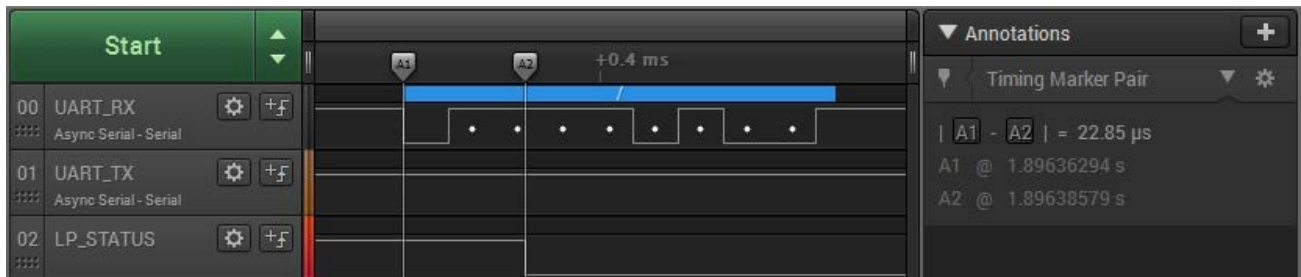 Start
A1
A2
+0.4 ms
00 UART_RX
Async Serial - Serial
/
01 UART_TX
Async Serial - Serial
02 LP_STATUS
Annotations
Timing Marker Pair
| A1 - A2 | = 22.85 µs
A1 @ 1.89636294 s
A2 @ 1.89638579 s